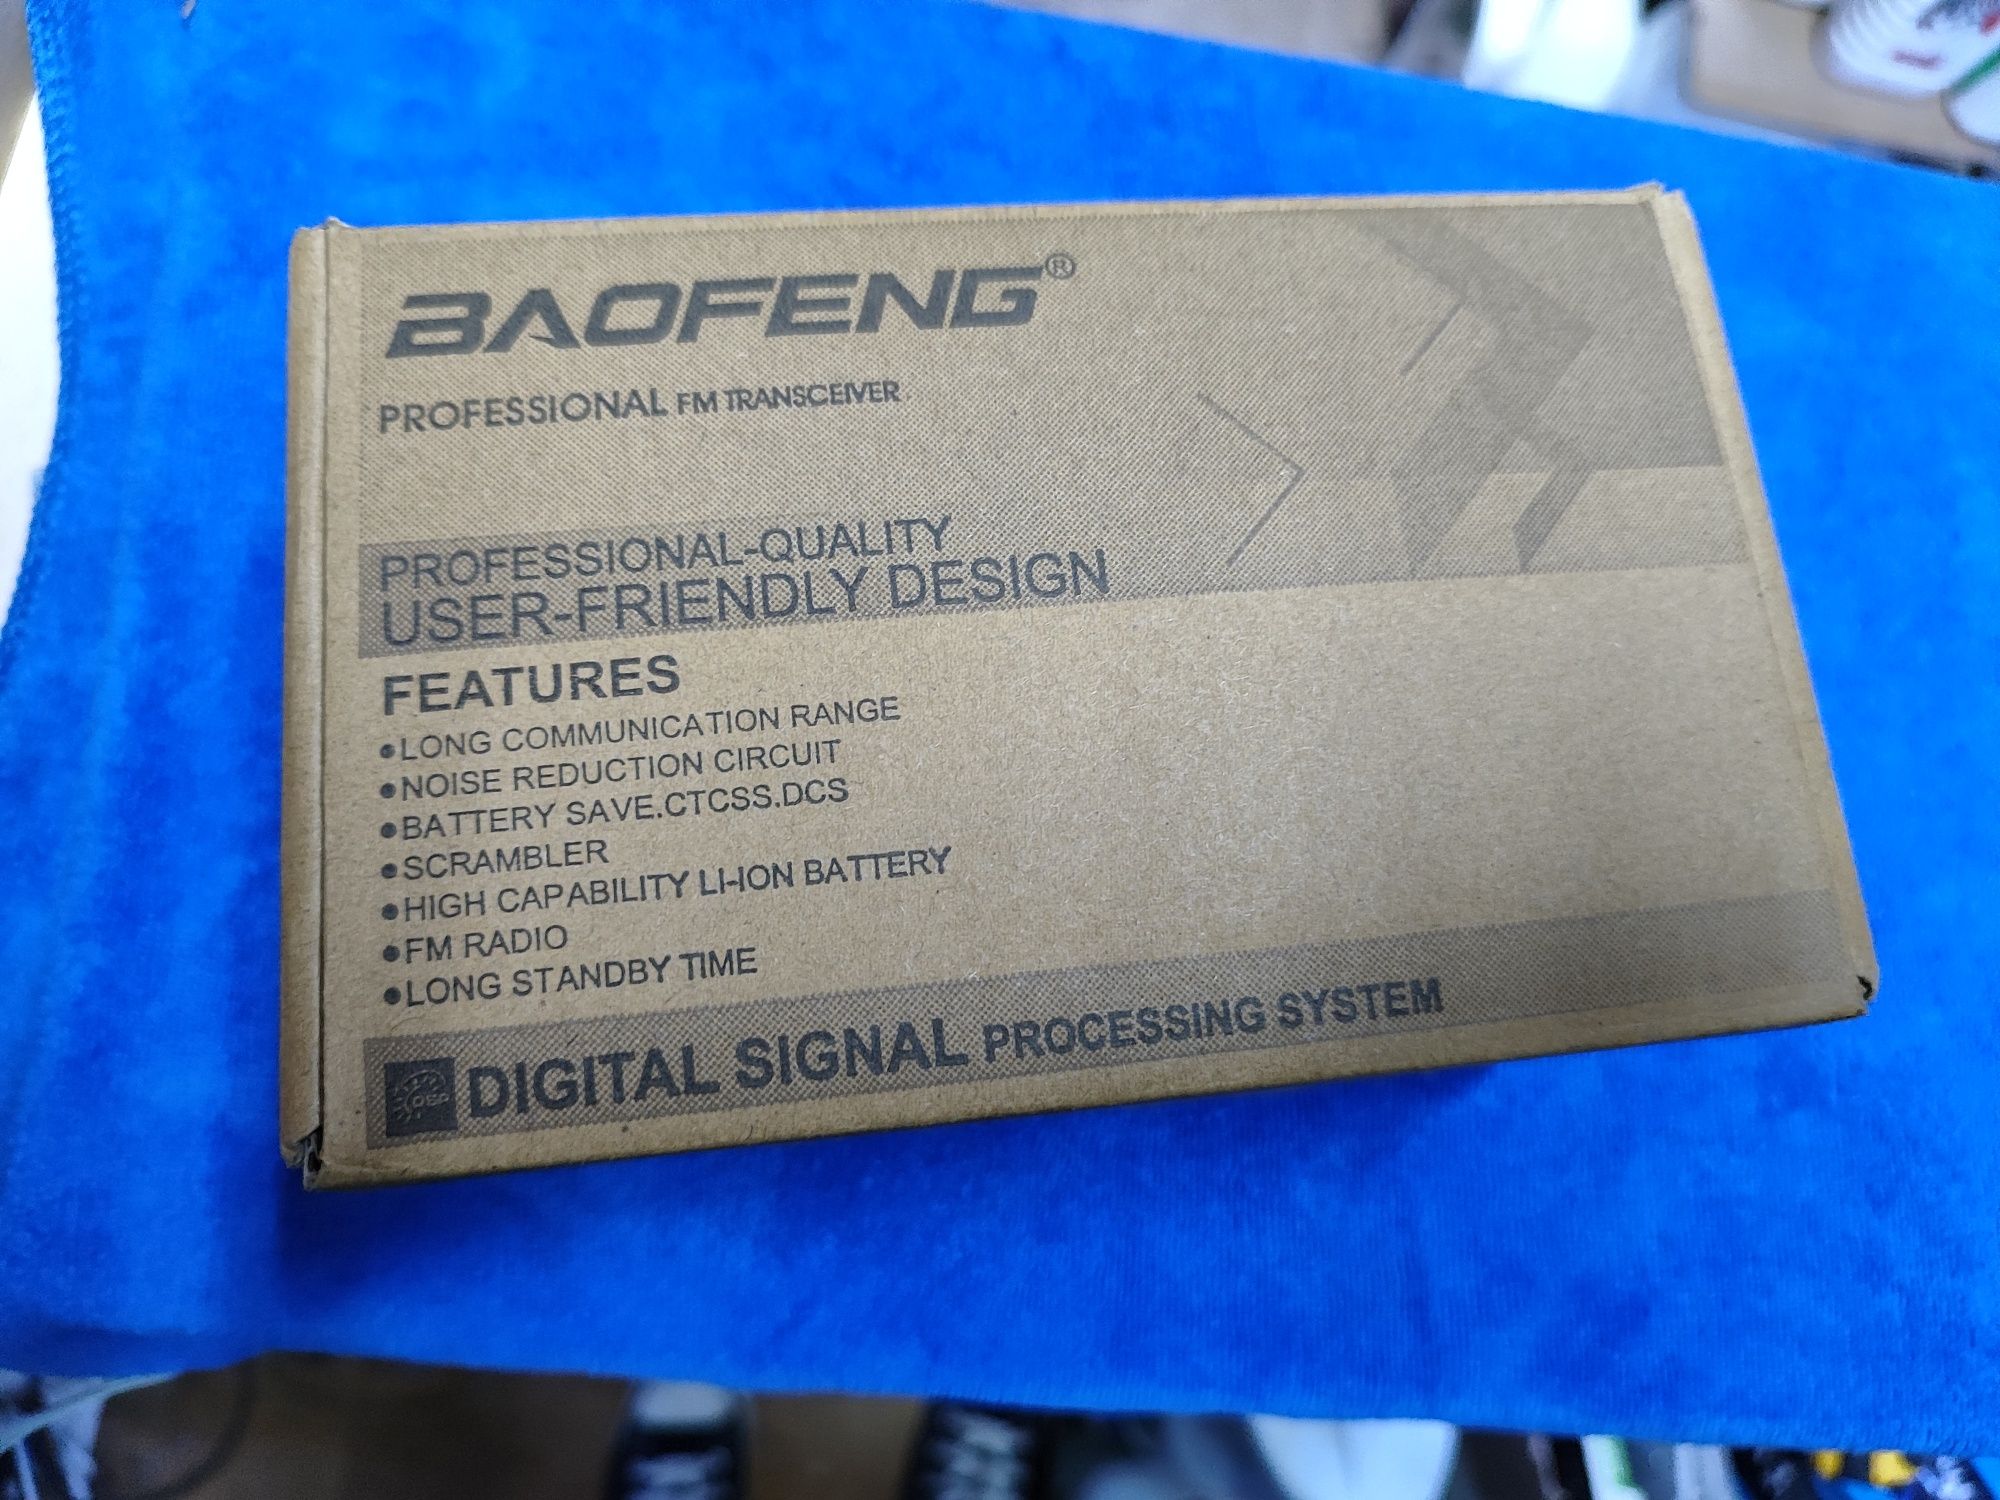 BAOFENG®
PROFESSIONAL FM TRANSCEIVER
PROFESSIONAL-QUALITY
USER-FRIENDLY DESIGN
FEATURES
●LONG COMMUNICATION RANGE
●NOISE REDUCTION CIRCUIT
●BATTERY SAVE.CTCSS.DCS
●SCRAMBLER
●HIGH CAPABILITY LI-ION BATTERY
●FM RADIO
●LONG STANDBY TIME
DSP DIGITAL SIGNAL PROCESSING SYSTEM